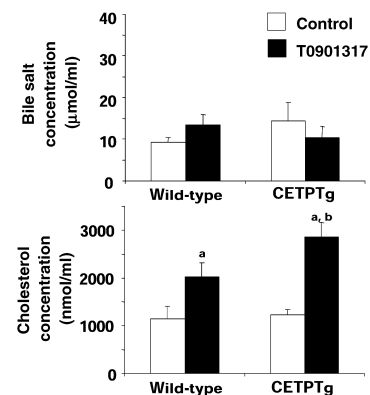 Control
T0901317
Bile salt
concentration
(μmol/ml)
40
30
20
10
0
Wild-type
CETPTg
Cholesterol
concentration
(nmol/ml)
3000
2000
1000
0
a
a, b
Wild-type
CETPTg